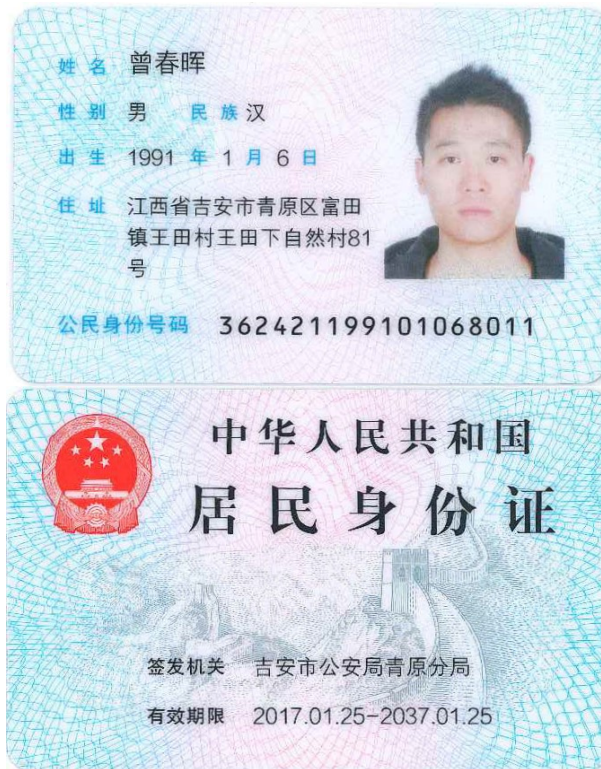 姓名 曾春晖
性别 男 民族 汉
出生 1991 年 1 月 6 日
住址 江西省吉安市青原区富田
镇王田村王田下自然村81
号
公民身份号码 362421199101068011
中华人民共和国
居民身份证
签发机关 吉安市公安局青原分局
有效期限 2017.01.25-2037.01.25